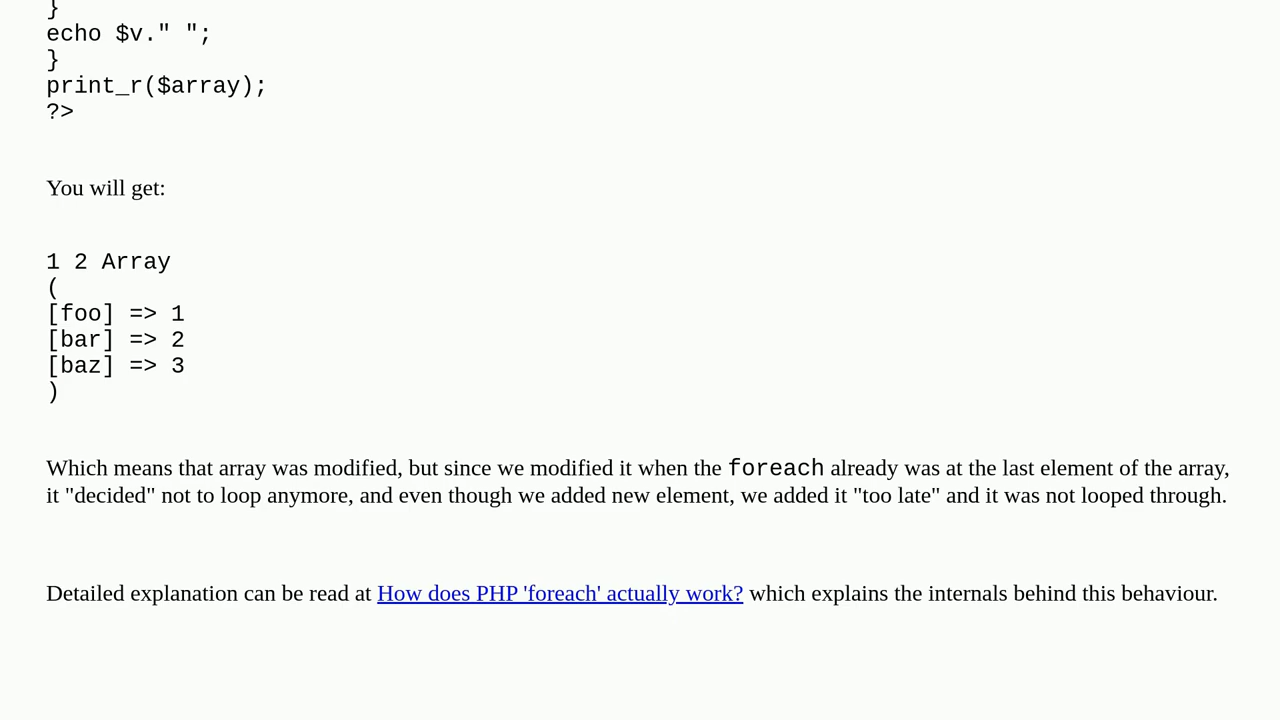 }
echo $v." ";
}
print_r($array);
?>
You will get:
1 2 Array
(
[foo] => 1
[bar] => 2
[baz] => 3
)
Which means that array was modified, but since we modified it when the foreach already was at the last element of the array,
it "decided" not to loop anymore, and even though we added new element, we added it "too late" and it was not looped through.
Detailed explanation can be read at How does PHP 'foreach' actually work? which explains the internals behind this behaviour.